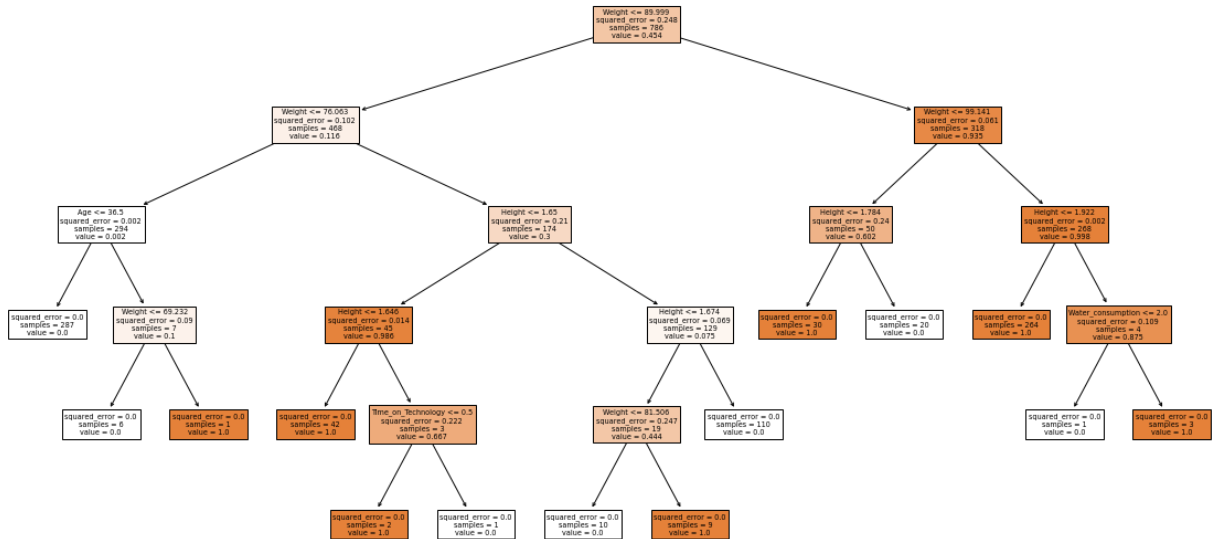 Weight <= 89.999
squared_error = 0.248
samples = 786
value = 0.454
Weight <= 76.063
squared_error = 0.102
samples = 468
value = 0.116
Weight <= 99.141
squared_error = 0.061
samples = 318
value = 0.935
Age <= 36.5
squared_error = 0.002
samples = 294
value = 0.002
Height <= 1.65
squared_error = 0.21
samples = 174
value = 0.3
Height <= 1.784
squared_error = 0.24
samples = 50
value = 0.602
Height <= 1.922
squared_error = 0.002
samples = 268
value = 0.998
squared_error = 0.0
samples = 287
value = 0.0
Weight <= 69.232
squared_error = 0.09
samples = 7
value = 0.1
Height <= 1.646
squared_error = 0.014
samples = 45
value = 0.986
Height <= 1.674
squared_error = 0.069
samples = 129
value = 0.075
squared_error = 0.0
samples = 30
value = 1.0
squared_error = 0.0
samples = 20
value = 0.0
squared_error = 0.0
samples = 264
value = 1.0
Water_consumption <= 2.0
squared_error = 0.109
samples = 4
value = 0.875
squared_error = 0.0
samples = 6
value = 0.0
squared_error = 0.0
samples = 1
value = 1.0
squared_error = 0.0
samples = 42
value = 1.0
Time_on_Technology <= 0.5
squared_error = 0.222
samples = 3
value = 0.667
Weight <= 81.506
squared_error = 0.247
samples = 19
value = 0.444
squared_error = 0.0
samples = 110
value = 0.0
squared_error = 0.0
samples = 1
value = 0.0
squared_error = 0.0
samples = 3
value = 1.0
squared_error = 0.0
samples = 2
value = 1.0
squared_error = 0.0
samples = 1
value = 0.0
squared_error = 0.0
samples = 10
value = 0.0
squared_error = 0.0
samples = 9
value = 1.0